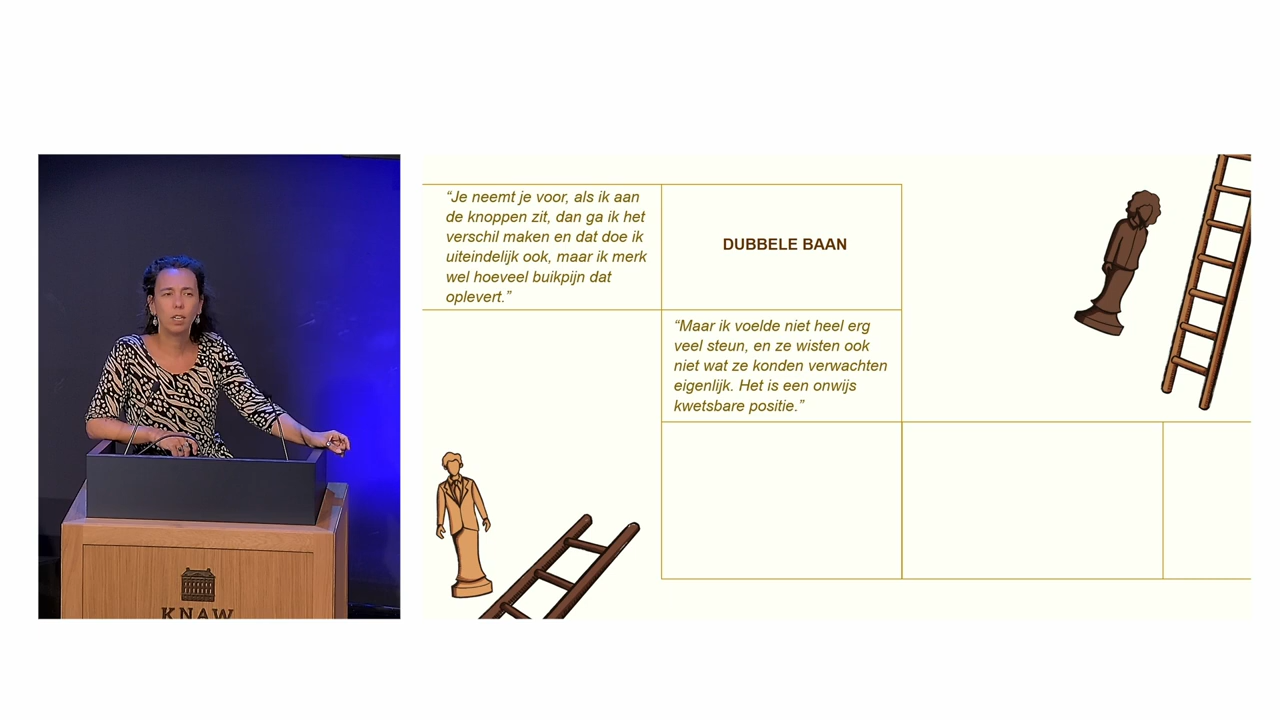 “Je neemt je voor, als ik aan
de knoppen zit, dan ga ik het
verschil maken en dat doe ik
uiteindelijk ook, maar ik merk
wel hoeveel buikpijn dat
oplevert.”
DUBBELE BAAN
“Maar ik voelde niet heel erg
veel steun, en ze wisten ook
niet wat ze konden verwachten
eigenlijk. Het is een onwijs
kwetsbare positie.”
KNAW